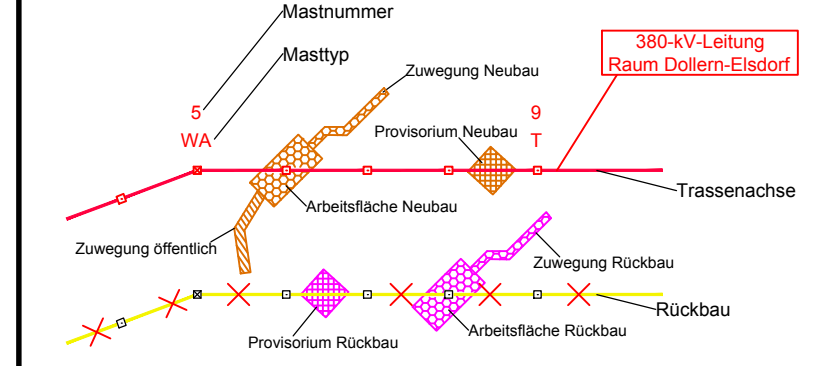 Mastnummer
380-kV-Leitung
Raum Dollern-Elsdorf
Masttyp
Zuwegung Neubau
5
9
Provisorium Neubau
WA
T
Trassenachse
Arbeitsfläche Neubau
Zuwegung öffentlich
Zuwegung Rückbau
Rückbau
Arbeitsfläche Rückbau
Provisorium Rückbau